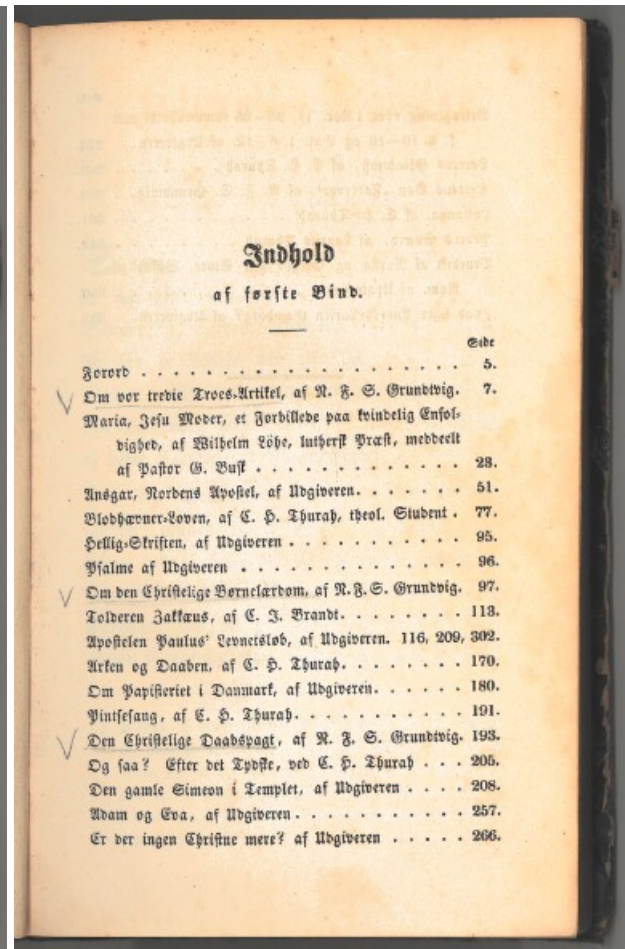 Indhold
af første Bind.
Side
Forord . . . . . . . . . . . . . . . . . . . . 5.
Om vor tredie Troes-Artikel, af N. F. S. Grundtvig. 7.
Maria, Jesu Moder, et Forbillede paa kvindelig Enfol-
dighed, af Wilhelm Löhe, luthersk Præst, meddeelt
af Pastor G. Busk . . . . . . . . . . . . . 23.
Ansgar, Nordens Apostel, af Udgiveren. . . . . . . 51.
Blodhævner-Loven, af C. H. Thurah, theol. Student . 77.
Hellig-Skriften, af Udgiveren . . . . . . . . . . . 95.
Psalme af Udgiveren . . . . . . . . . . . . . 96.
Om den Christelige Børnelærdom, af N. F. S. Grundtvig. 97.
Tolderen Zakkæus, af C. J. Brandt. . . . . . . . . 113.
Apostelen Paulus' Levnetsløb, af Udgiveren. 116, 209, 302.
Arken og Daaben, af C. H. Thurah. . . . . . . . . 170.
Om Papisteriet i Danmark, af Udgiveren. . . . . . . 180.
Pintsesang, af C. H. Thurah. . . . . . . . . . . . 191.
Den Christelige Daabspagt, af N. F. S. Grundtvig. 193.
Og saa? Efter det Tydske, ved C. H. Thurah . . . 205.
Den gamle Simeon i Templet, af Udgiveren . . . . 208.
Adam og Eva, af Udgiveren . . . . . . . . . . . 257.
Er der ingen Christne mere? af Udgiveren . . . . . 266.